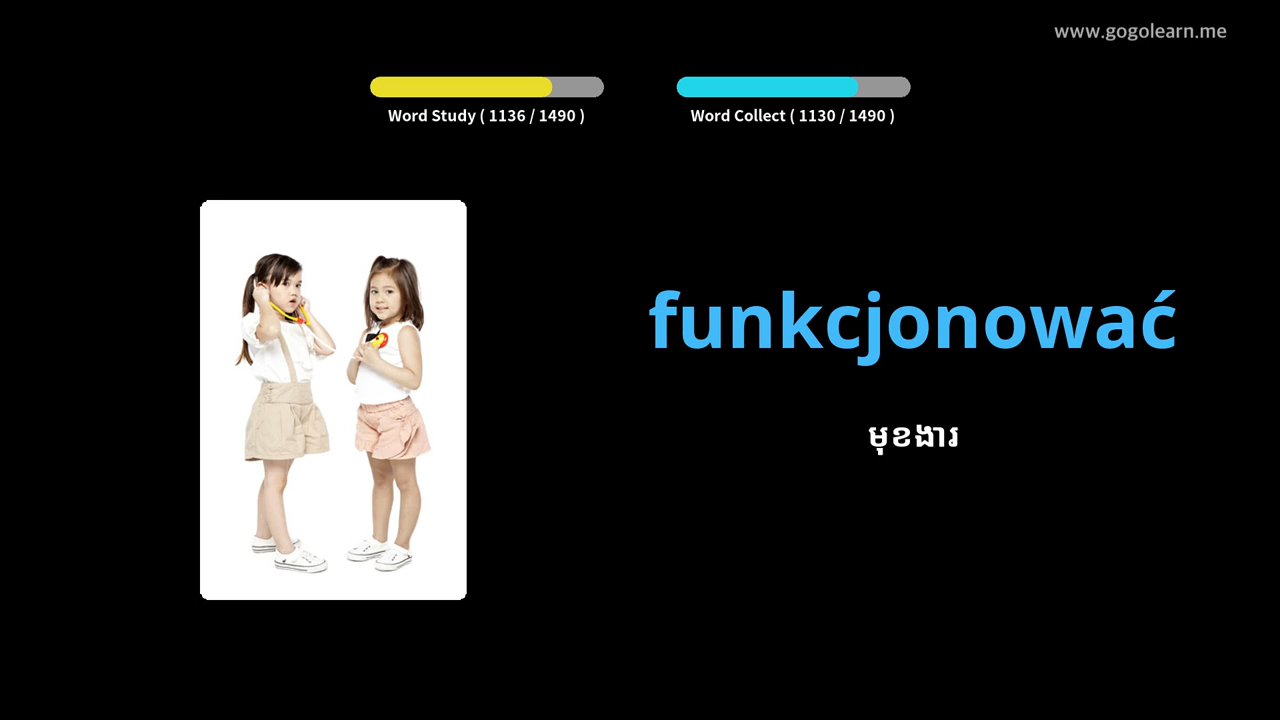 www.gogolearn.me
Word Study ( 1136 / 1490 )
Word Collect ( 1130 / 1490 )
funkcjonować
មុខងារ